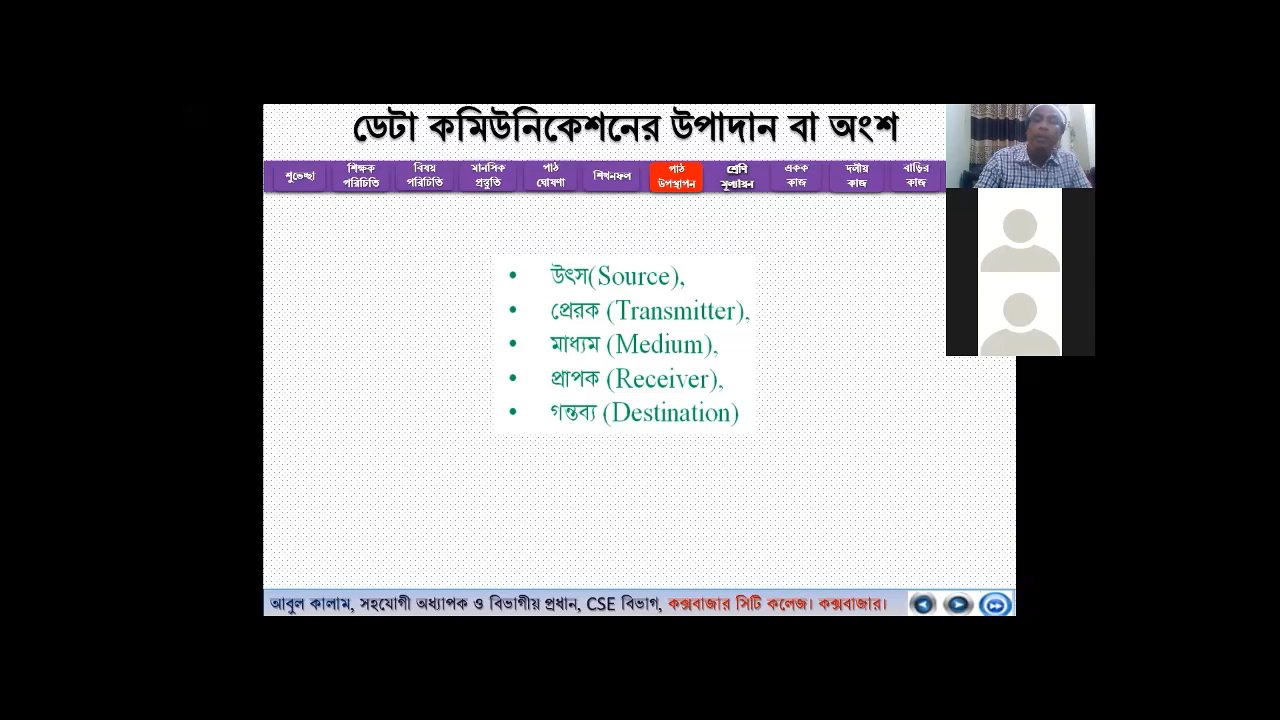 ডেটা কমিউনিকেশনের উপাদান বা অংশ
শুভেচ্ছা
শিক্ষক
পরিচিতি
বিষয়
পরিচিতি
মানসিক
প্রস্তুতি
পাঠ
ঘোষণা
শিখনফল
পাঠ
উপস্থাপন
শ্রেণি
মূল্যায়ন
একক
কাজ
দলীয়
কাজ
বাড়ির
কাজ
• উৎস(Source),
• প্রেরক (Transmitter),
• মাধ্যম (Medium),
• প্রাপক (Receiver),
• গন্তব্য (Destination)
আবুল কালাম, সহযোগী অধ্যাপক ও বিভাগীয় প্রধান, CSE বিভাগ, কক্সবাজার সিটি কলেজ। কক্সবাজার।